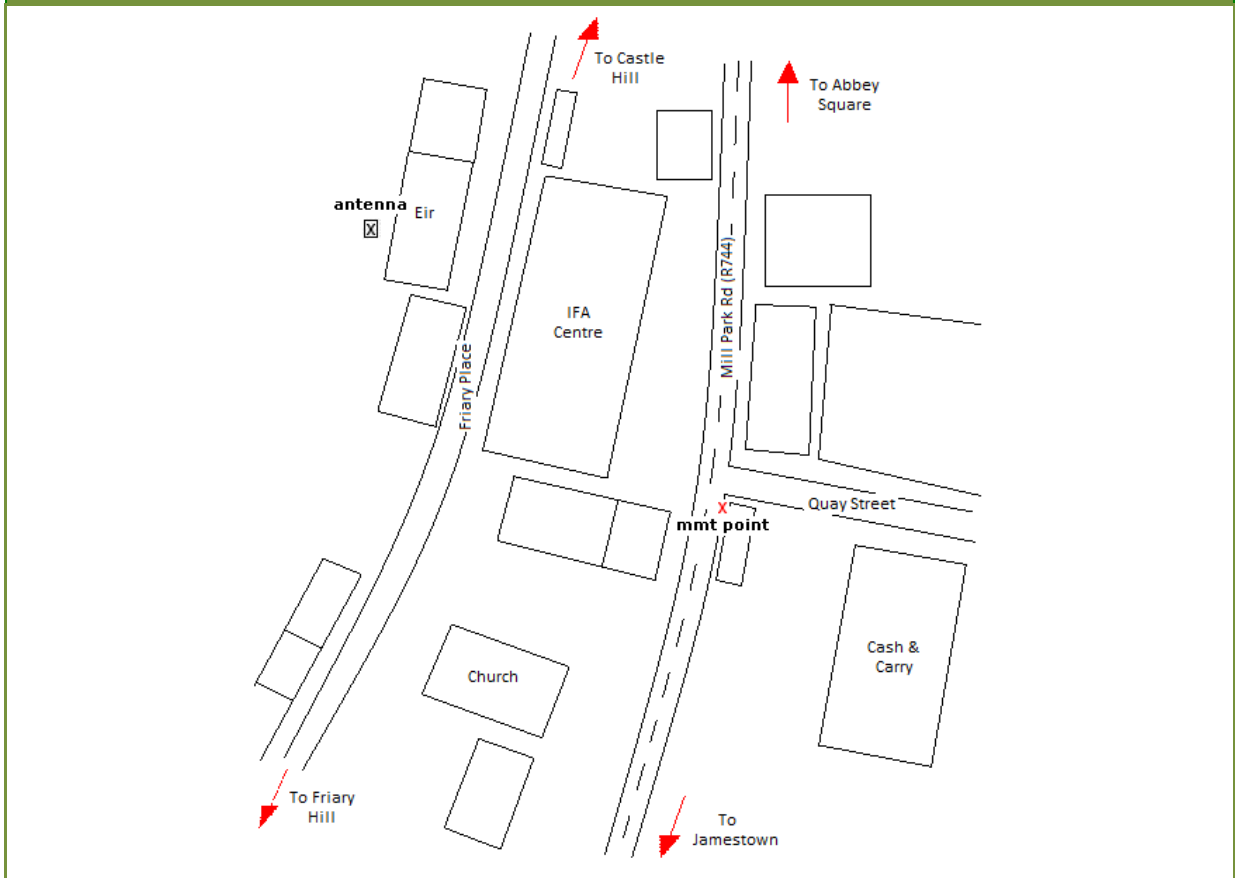 To Castle
Hill
To Abbey
Square
antenna
X
Eir
IFA
Centre
Mill Park Rd (R744)
Friary Place
X
mmt point
Quay Street
Cash &
Carry
Church
To Friary
Hill
To
Jamestown